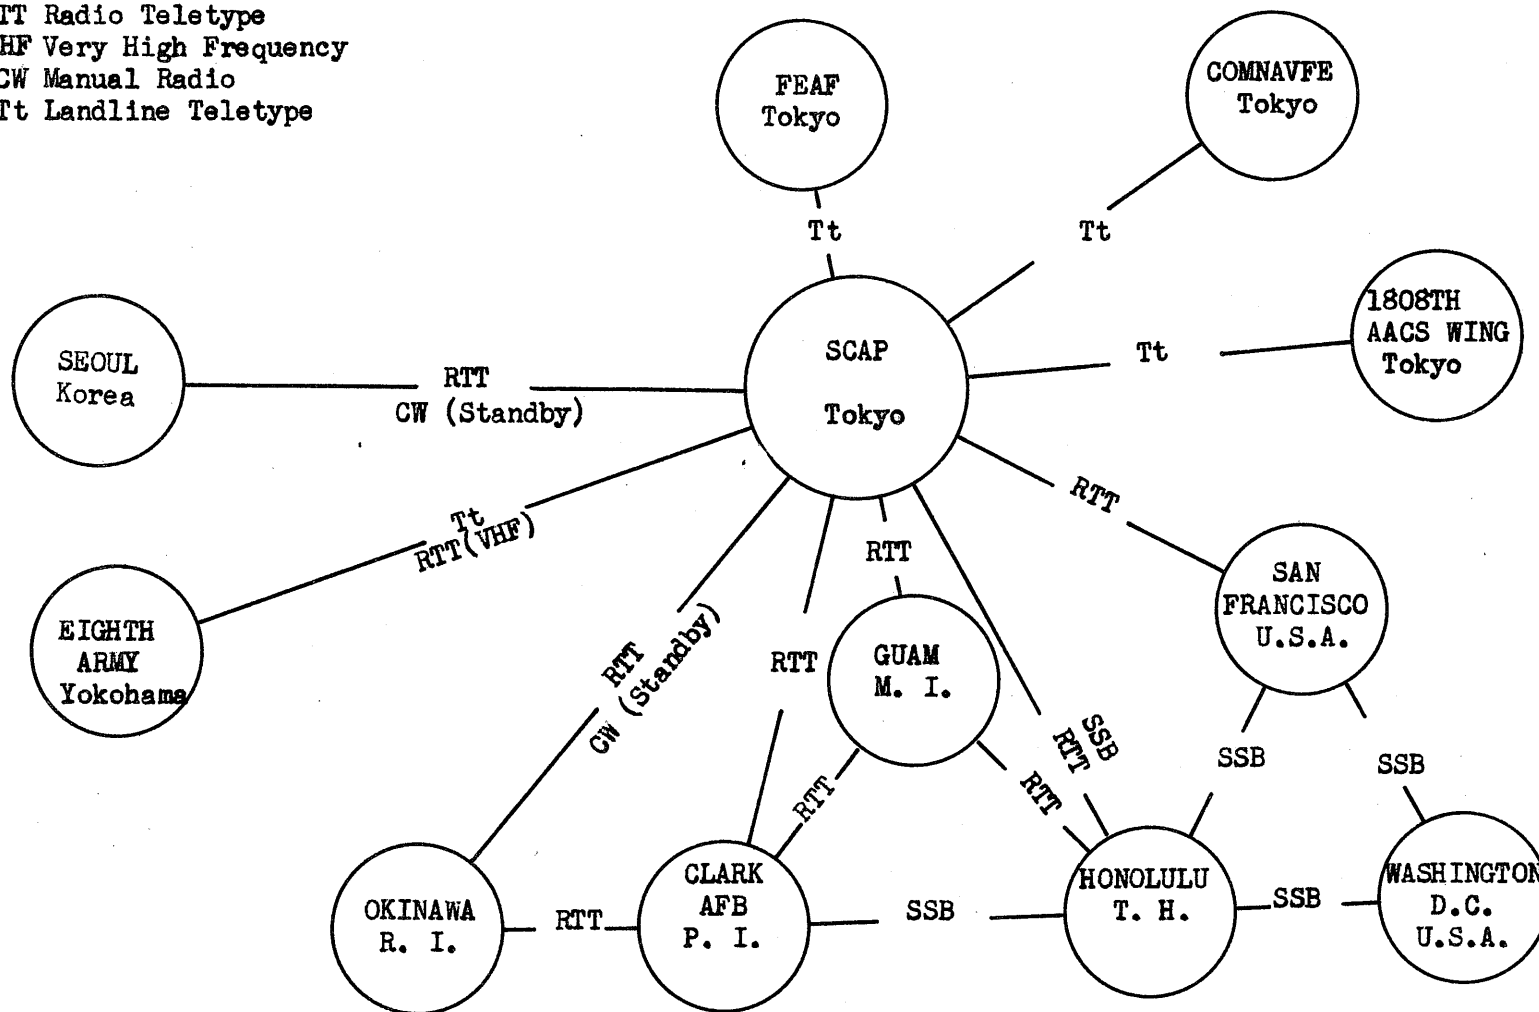 TT Radio Teletype
HF Very High Frequency
CW Manual Radio
Tt Landline Teletype
FEAF
Tokyo
COMNAVFE
Tokyo
Tt
Tt
1808TH
AACS WING
Tokyo
Tt
SCAP
Tokyo
SEOUL
Korea
RTT
CW (Standby)
Tt
RTT(VHF)
EIGHTH
ARMY
Yokohama
RTT
CW (Standby)
RTT
RTT
GUAM
M. I.
RTT
SAN
FRANCISCO
U.S.A.
SSB
RTT
RTT
RTT
SSB
SSB
OKINAWA
R. I.
RTT
CLARK
AFB
P. I.
SSB
HONOLULU
T. H.
SSB
WASHINGTON
D.C.
U.S.A.